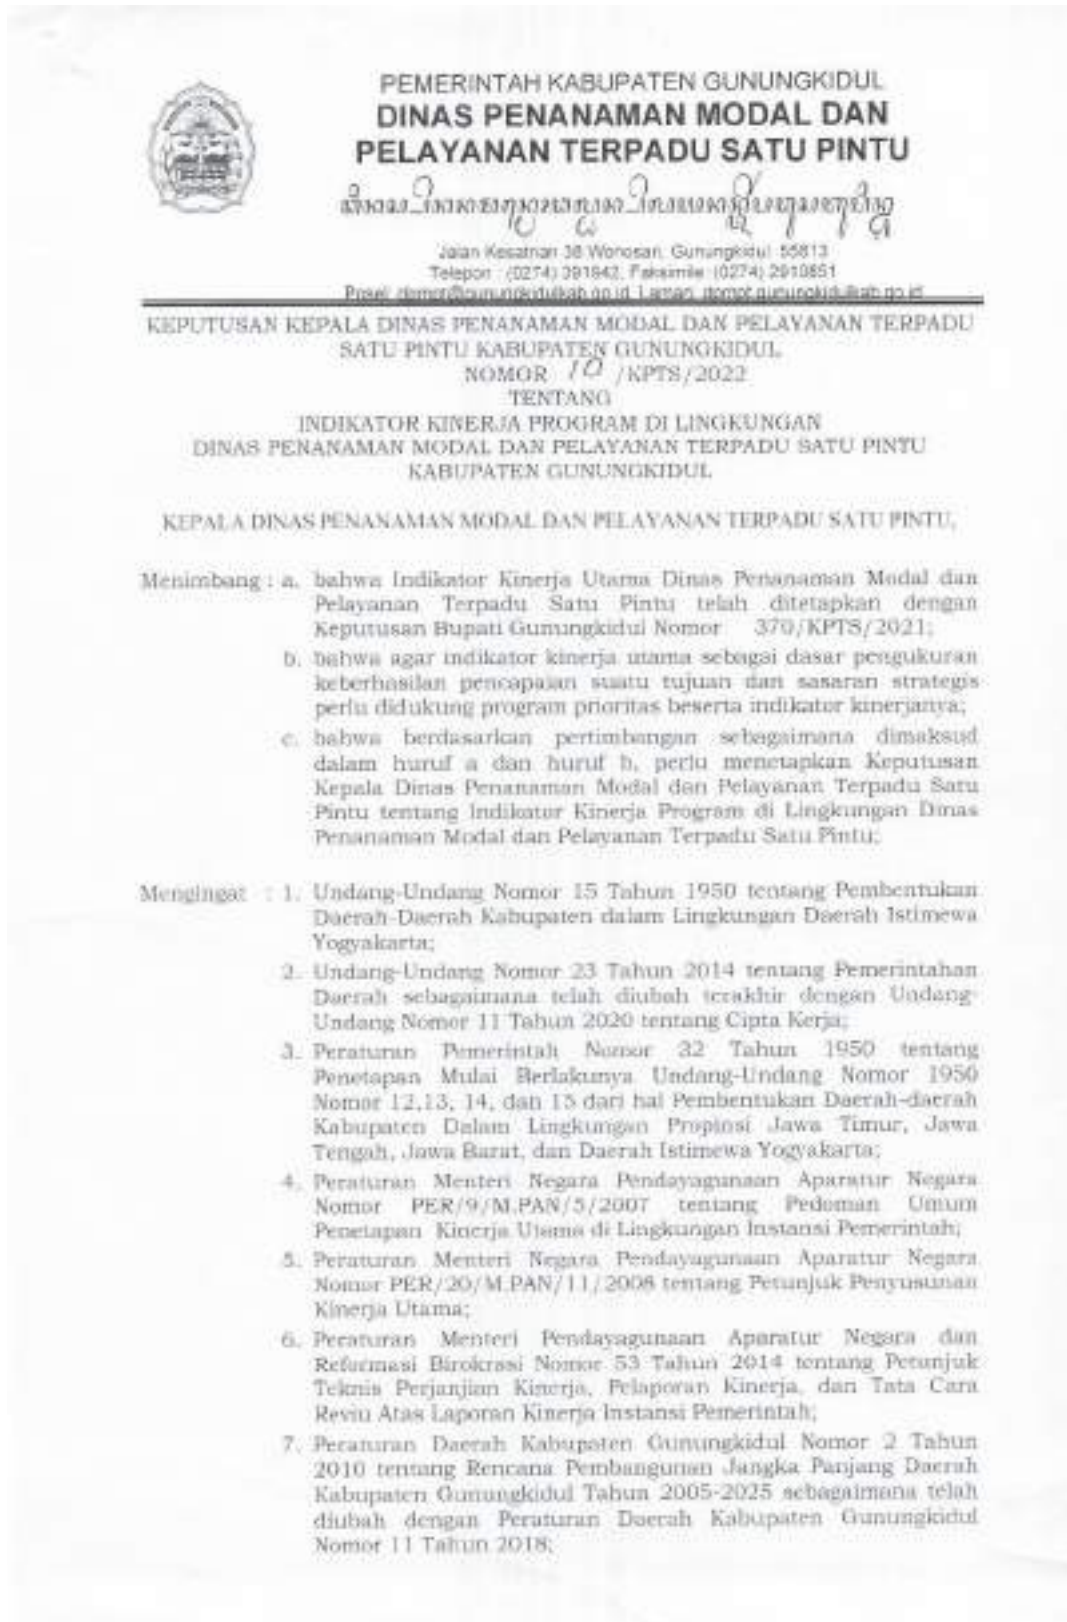 PEMERINTAH KABUPATEN GUNUNGKIDUL
DINAS PENANAMAN MODAL DAN
PELAYANAN TERPADU SATU PINTU
Jalan Kesatrian 38 Wonosari, Gunungkidul 55813
Telepon : (0274) 391942, Faksimile (0274) 2910851
Posel: dpmpt@gunungkidulkab.go.id Laman: dpmpt.gunungkidulkab.go.id
KEPUTUSAN KEPALA DINAS PENANAMAN MODAL DAN PELAYANAN TERPADU
SATU PINTU KABUPATEN GUNUNGKIDUL
NOMOR 10 /KPTS/2022
TENTANG
INDIKATOR KINERJA PROGRAM DI LINGKUNGAN
DINAS PENANAMAN MODAL DAN PELAYANAN TERPADU SATU PINTU
KABUPATEN GUNUNGKIDUL
KEPALA DINAS PENANAMAN MODAL DAN PELAYANAN TERPADU SATU PINTU,
Menimbang : a. bahwa Indikator Kinerja Utama Dinas Penanaman Modal dan
Pelayanan Terpadu Satu Pintu telah ditetapkan dengan
Keputusan Bupati Gunungkidul Nomor 370/KPTS/2021;
b. bahwa agar indikator kinerja utama sebagai dasar pengukuran
keberhasilan pencapaian suatu tujuan dan sasaran strategis
perlu didukung program prioritas beserta indikator kinerjanya;
c. bahwa berdasarkan pertimbangan sebagaimana dimaksud
dalam huruf a dan huruf b, perlu menetapkan Keputusan
Kepala Dinas Penanaman Modal dan Pelayanan Terpadu Satu
Pintu tentang Indikator Kinerja Program di Lingkungan Dinas
Penanaman Modal dan Pelayanan Terpadu Satu Pintu;
Mengingat : 1. Undang-Undang Nomor 15 Tahun 1950 tentang Pembentukan
Daerah-Daerah Kabupaten dalam Lingkungan Daerah Istimewa
Yogyakarta;
2. Undang-Undang Nomor 23 Tahun 2014 tentang Pemerintahan
Daerah sebagaimana telah diubah terakhir dengan Undang-
Undang Nomor 11 Tahun 2020 tentang Cipta Kerja;
3. Peraturan Pemerintah Nomor 32 Tahun 1950 tentang
Penetapan Mulai Berlakunya Undang-Undang Nomor 1950
Nomor 12,13, 14, dan 15 dari hal Pembentukan Daerah-daerah
Kabupaten Dalam Lingkungan Propinsi Jawa Timur, Jawa
Tengah, Jawa Barat, dan Daerah Istimewa Yogyakarta;
4. Peraturan Menteri Negara Pendayagunaan Aparatur Negara
Nomor PER/9/M.PAN/5/2007 tentang Pedoman Umum
Penetapan Kinerja Utama di Lingkungan Instansi Pemerintah;
5. Peraturan Menteri Negara Pendayagunaan Aparatur Negara
Nomor PER/20/M.PAN/11/2008 tentang Petunjuk Penyusunan
Kinerja Utama;
6. Peraturan Menteri Pendayagunaan Aparatur Negara dan
Reformasi Birokrasi Nomor 53 Tahun 2014 tentang Petunjuk
Teknis Perjanjian Kinerja, Pelaporan Kinerja, dan Tata Cara
Reviu Atas Laporan Kinerja Instansi Pemerintah;
7. Peraturan Daerah Kabupaten Gunungkidul Nomor 2 Tahun
2010 tentang Rencana Pembangunan Jangka Panjang Daerah
Kabupaten Gunungkidul Tahun 2005-2025 sebagaimana telah
diubah dengan Peraturan Daerah Kabupaten Gunungkidul
Nomor 11 Tahun 2018;